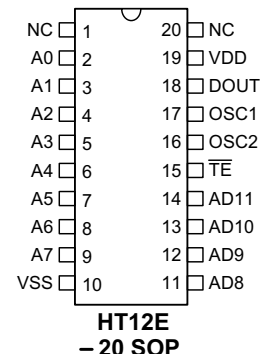 NC 1 20 NC
A0 2 19 VDD
A1 3 18 DOUT
A2 4 17 OSC1
A3 5 16 OSC2
A4 6 15 T̅E̅
A5 7 14 AD11
A6 8 13 AD10
A7 9 12 AD9
VSS 10 11 AD8
HT12E
– 20 SOP